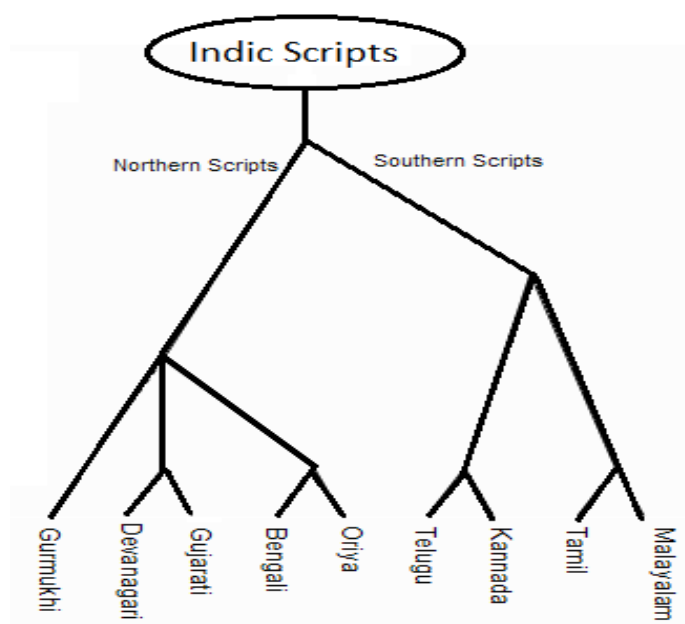 Indic Scripts
Northern Scripts
Southern Scripts
Gurmukhi
Devanagari
Gujarati
Bengali
Oriya
Telugu
Kannada
Tamil
Malayalam